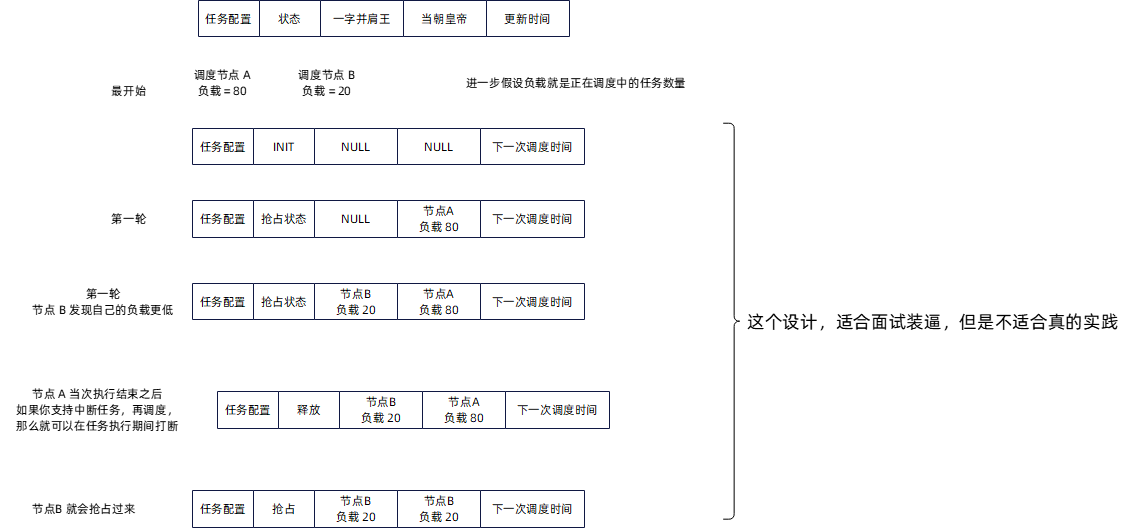 任务配置 状态 一字并肩王 当朝皇帝 更新时间
最开始
调度节点 A
负载 = 80
调度节点 B
负载 = 20
进一步假设负载就是正在调度中的任务数量
任务配置 INIT NULL NULL 下一次调度时间
第一轮
任务配置 抢占状态 NULL 节点A
负载 80
下一次调度时间
第一轮
节点 B 发现自己的负载更低
任务配置 抢占状态 节点B
负载 20
节点A
负载 80
下一次调度时间
这个设计，适合面试装逼，但是不适合真的实践
节点 A 当次执行结束之后
如果你支持中断任务，再调度，
那么就可以在任务执行期间打断
任务配置 释放 节点B
负载 20
节点A
负载 80
下一次调度时间
节点B 就会抢占过来
任务配置 抢占 节点B
负载 20
节点B
负载 20
下一次调度时间